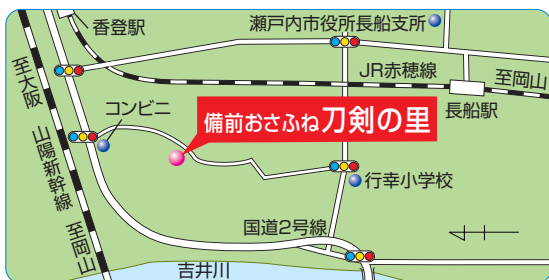 香登駅
瀬戸内市役所長船支所
JR赤穂線
至岡山
至大阪
コンビニ
備前おさふね刀剣の里
長船駅
山陽新幹線
行幸小学校
国道2号線
至岡山
吉井川